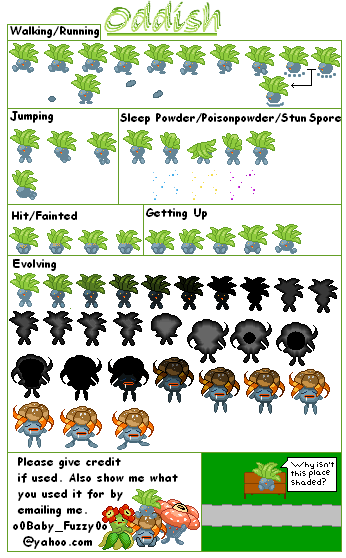 Oddish
Walking/Running
Jumping
Sleep Powder/Poisonpowder/Stun Spore
Hit/Fainted
Getting Up
Evolving
Please give credit
if used. Also show me what
you used it for by
emailing me.
o0Baby_Fuzzy0o
@yahoo.com
Why isn't
this place
shaded?